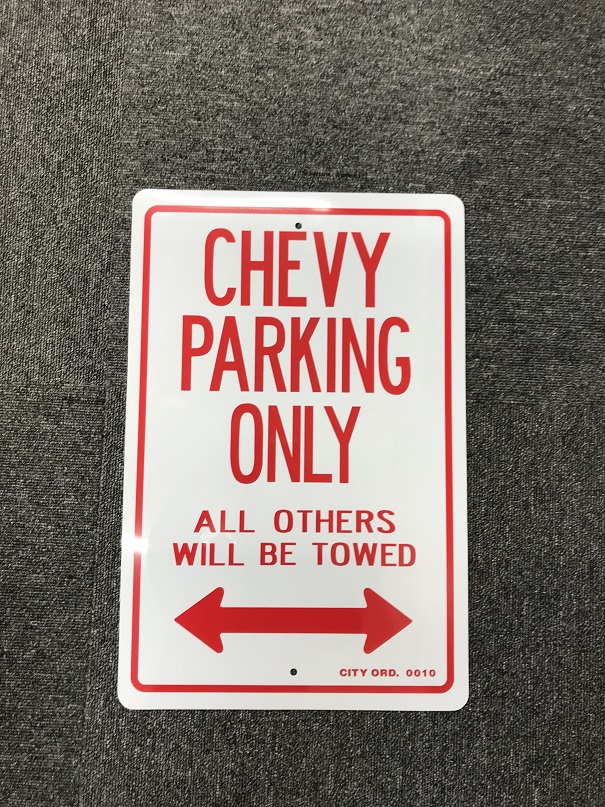 CHEVY
PARKING
ONLY
ALL OTHERS
WILL BE TOWED
CITY ORD. 0010